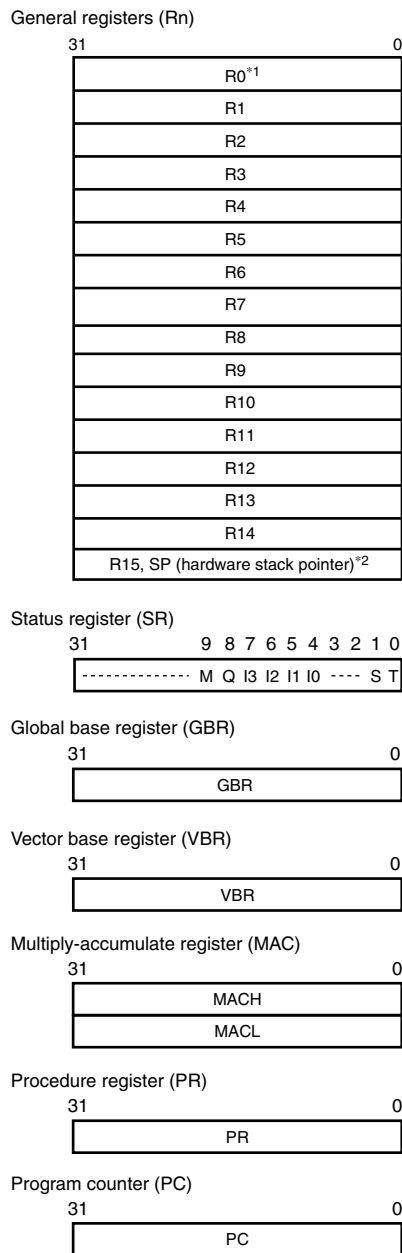 General registers (Rn)
31 0
R0*1
R1
R2
R3
R4
R5
R6
R7
R8
R9
R10
R11
R12
R13
R14
R15, SP (hardware stack pointer)*2
Status register (SR)
31 9 8 7 6 5 4 3 2 1 0
-------------- M Q I3 I2 I1 I0 ---- S T
Global base register (GBR)
31 0
GBR
Vector base register (VBR)
31 0
VBR
Multiply-accumulate register (MAC)
31 0
MACH
MACL
Procedure register (PR)
31 0
PR
Program counter (PC)
31 0
PC